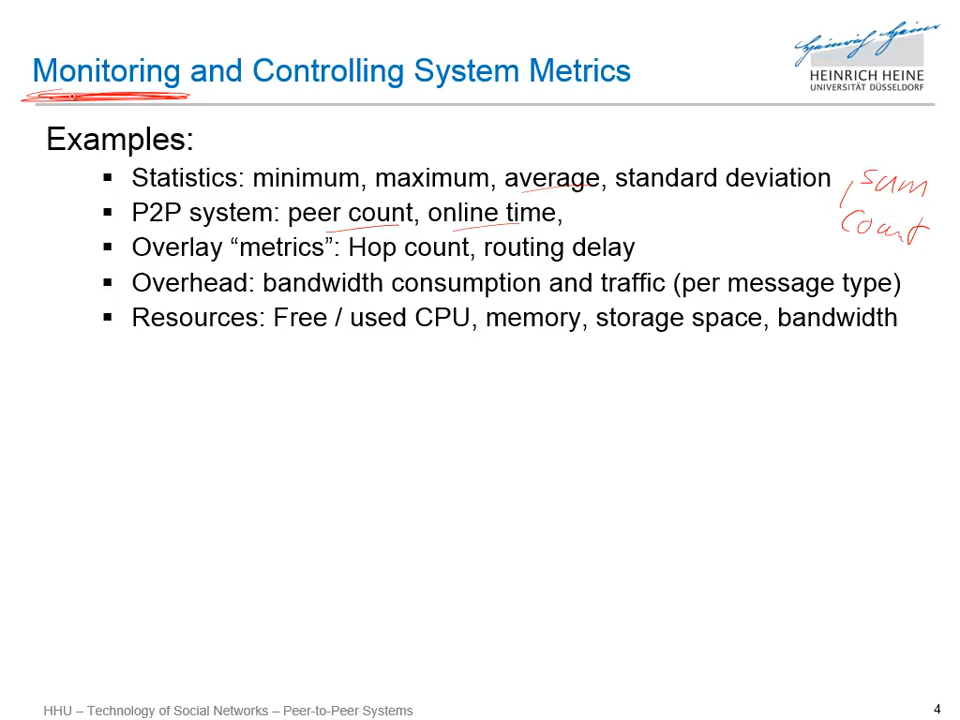 Heinrich Heine
HEINRICH HEINE
UNIVERSITÄT DÜSSELDORF
Monitoring and Controlling System Metrics
Examples:
▪ Statistics: minimum, maximum, average, standard deviation , sum
count
▪ P2P system: peer count, online time,
▪ Overlay “metrics”: Hop count, routing delay
▪ Overhead: bandwidth consumption and traffic (per message type)
▪ Resources: Free / used CPU, memory, storage space, bandwidth
HHU – Technology of Social Networks – Peer-to-Peer Systems
4